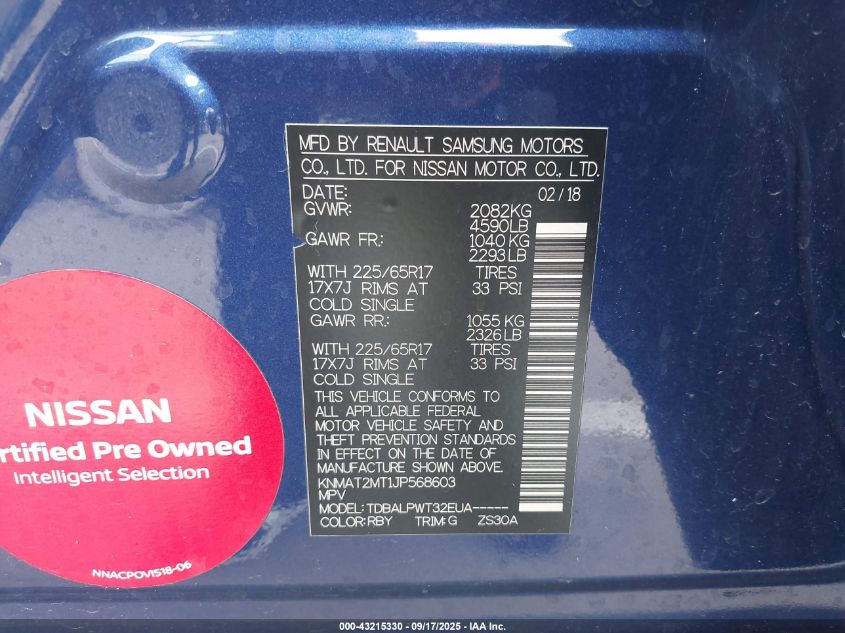 MFD BY RENAULT SAMSUNG MOTORS
CO., LTD. FOR NISSAN MOTOR CO., LTD.
DATE: 02/18
GVWR: 2082KG
4590LB
GAWR FR: 1040 KG
2293 LB
WITH 225/65R17 TIRES
17X7J RIMS AT 33 PSI
COLD SINGLE
GAWR RR: 1055 KG
2326 LB
WITH 225/65R17 TIRES
17X7J RIMS AT 33 PSI
COLD SINGLE
THIS VEHICLE CONFORMS TO
ALL APPLICABLE FEDERAL
MOTOR VEHICLE SAFETY AND
THEFT PREVENTION STANDARDS
IN EFFECT ON THE DATE OF
MANUFACTURE SHOWN ABOVE.
KNMAT2MT1JP568603
MPV
MODEL: TDBALPWT32EUA-----
COLOR: RBY TRIM: G ZS30A
NISSAN
rtified Pre Owned
Intelligent Selection
NNACPOV1518-06
000-43215330 - 09/17/2025 - IAA Inc.